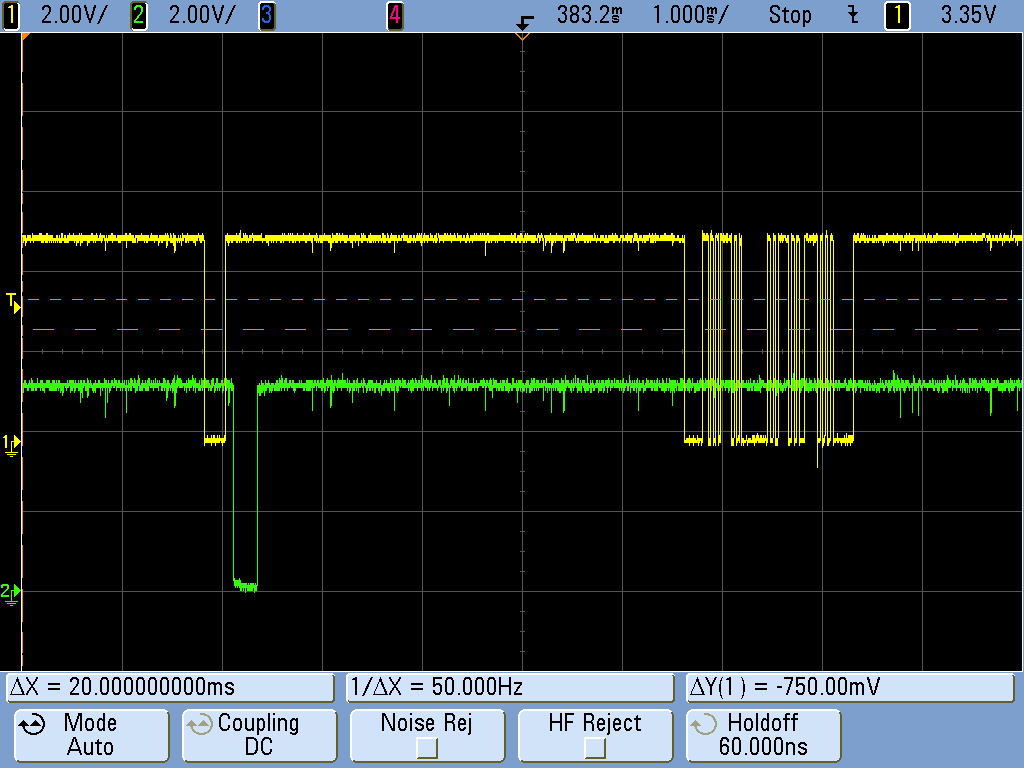 1 2.00V/ 2 2.00V/ 3 4 383.2ms 1.000ms/ Stop 1 3.35V
T
1
2
ΔX = 20.000000000ms 1/ΔX = 50.000Hz ΔY(1) = -750.00mV
Mode Coupling Noise Rej HF Reject Holdoff
Auto DC 60.000ns